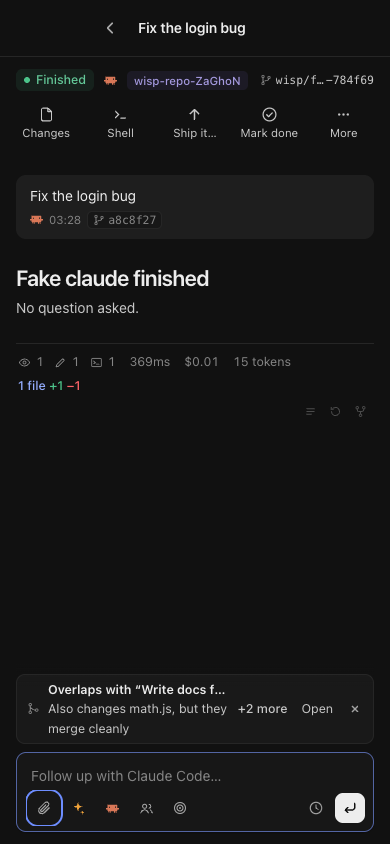 Fix the login bug
Finished wisp-repo-ZaGhoN wisp/f…−784f69
Changes Shell Ship it… Mark done More
Fix the login bug
03:28 a8c8f27
Fake claude finished
No question asked.
1 1 1 369ms $0.01 15 tokens
1 file +1 −1
Overlaps with “Write docs f…
Also changes math.js, but they +2 more Open
merge cleanly
Follow up with Claude Code…